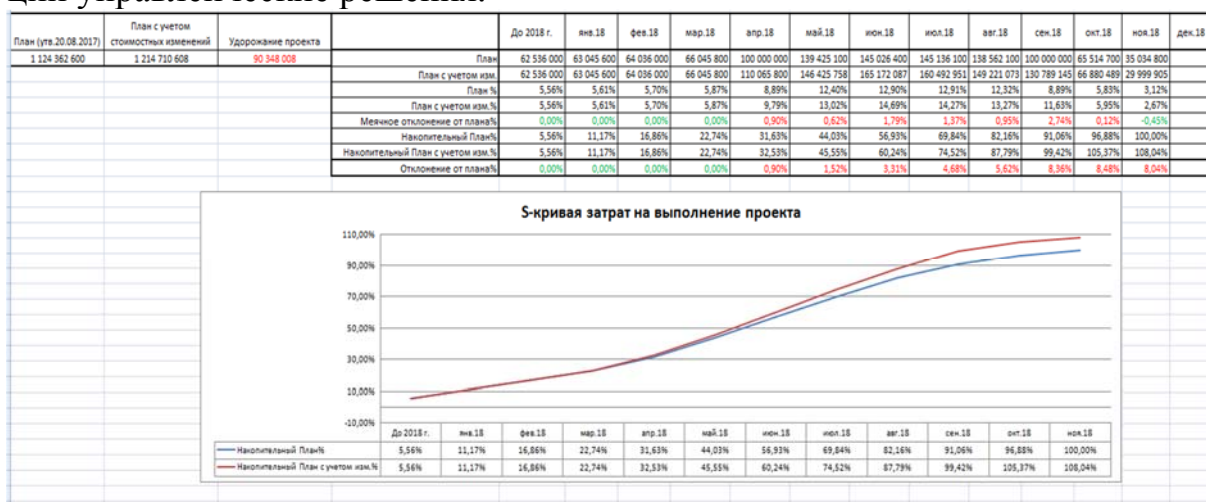 ции управленческие решения.
План (утв.20.08.2017) План с учетом стоимостных изменений Удорожание проекта До 2018 г. янв.18 фев.18 мар.18 апр.18 май.18 июн.18 июл.18 авг.18 сен.18 окт.18 ноя.18 дек.18
1 124 362 600 1 214 710 608 90 348 008 План 62 536 000 63 045 600 64 036 000 66 045 800 100 000 000 139 425 100 145 026 400 145 136 100 138 562 100 100 000 000 65 514 700 35 034 800
План с учетом изм. 62 536 000 63 045 600 64 036 000 66 045 800 110 065 800 146 425 758 165 172 087 160 492 951 149 221 073 130 789 145 66 880 489 29 999 905
План % 5,56% 5,61% 5,70% 5,87% 8,89% 12,40% 12,90% 12,91% 12,32% 8,89% 5,83% 3,12%
План с учетом изм.% 5,56% 5,61% 5,70% 5,87% 9,79% 13,02% 14,69% 14,27% 13,27% 11,63% 5,95% 2,67%
Меячное отклонение от плана% 0,00% 0,00% 0,00% 0,00% 0,90% 0,62% 1,79% 1,37% 0,95% 2,74% 0,12% -0,45%
Накопительный План% 5,56% 11,17% 16,86% 22,74% 31,63% 44,03% 56,93% 69,84% 82,16% 91,06% 96,88% 100,00%
Накопительный План с учетом изм.% 5,56% 11,17% 16,86% 22,74% 32,53% 45,55% 60,24% 74,52% 87,79% 99,42% 105,37% 108,04%
Отклонение от плана% 0,00% 0,00% 0,00% 0,00% 0,90% 1,52% 3,31% 4,68% 5,62% 8,36% 8,48% 8,04%
S-кривая затрат на выполнение проекта
110,00%
90,00%
70,00%
50,00%
30,00%
10,00%
-10,00%
До 2018 г. янв.18 фев.18 мар.18 апр.18 май.18 июн.18 июл.18 авг.18 сен.18 окт.18 ноя.18
Накопительный План% 5,56% 11,17% 16,86% 22,74% 31,63% 44,03% 56,93% 69,84% 82,16% 91,06% 96,88% 100,00%
Накопительный План с учетом изм.% 5,56% 11,17% 16,86% 22,74% 32,53% 45,55% 60,24% 74,52% 87,79% 99,42% 105,37% 108,04%